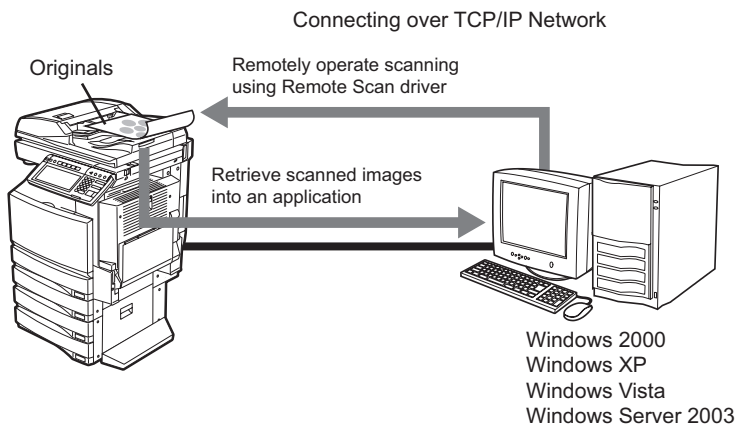 Connecting over TCP/IP Network
Originals
Remotely operate scanning
using Remote Scan driver
Retrieve scanned images
into an application
Windows 2000
Windows XP
Windows Vista
Windows Server 2003